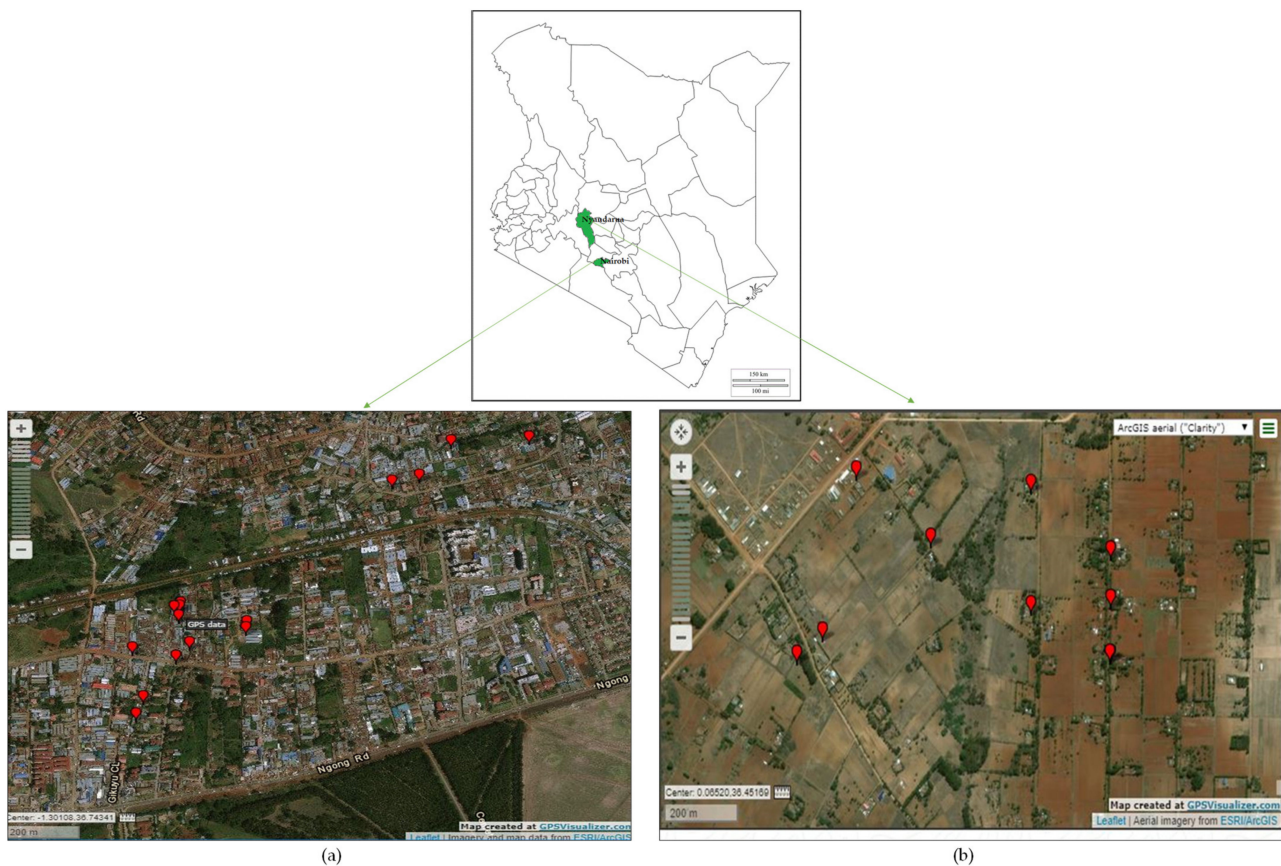 Nyandarua
Nairobi
150 km
100 mi
Rd
GPS data
Ngong
Ngong Rd
Gikuyu CL
Center: -1.30108,36.74341
200 m
Map created at GPSVisualizer.com
Leaflet | Imagery and map data from ESRI/ArcGIS
(a)
ArcGIS aerial ("Clarity")
Center: 0.06520,36.45169
200 m
Map created at GPSVisualizer.com
Leaflet | Aerial imagery from ESRI/ArcGIS
(b)